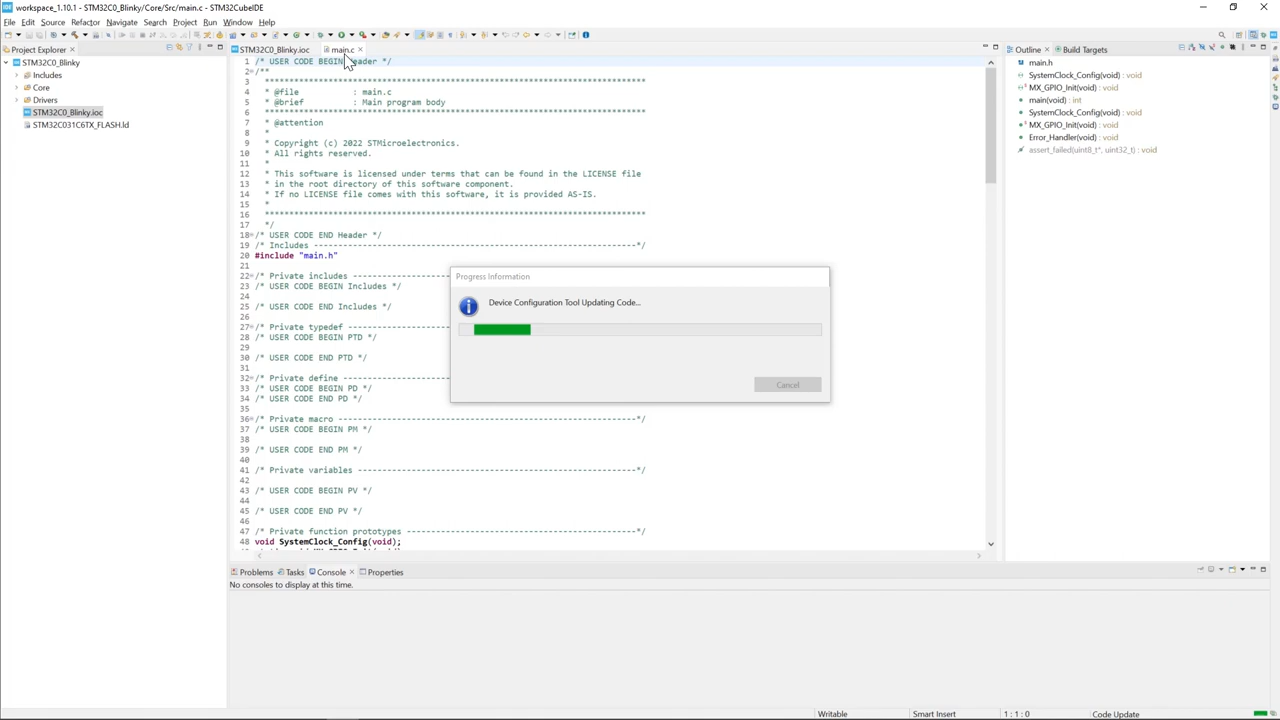 workspace_1.10.1 - STM32C0_Blinky/Core/Src/main.c - STM32CubeIDE
File Edit Source Refactor Navigate Search Project Run Window Help
Project Explorer
STM32C0_Blinky
Includes
Core
Drivers
STM32C0_Blinky.ioc
STM32C031C6TX_FLASH.ld
STM32C0_Blinky.ioc main.c
1 /* USER CODE BEGIN Header */
2 /**
3 ******************************************************************************
4 * @file : main.c
5 * @brief : Main program body
6 ******************************************************************************
7 * @attention
8 *
9 * Copyright (c) 2022 STMicroelectronics.
10 * All rights reserved.
11 *
12 * This software is licensed under terms that can be found in the LICENSE file
13 * in the root directory of this software component.
14 * If no LICENSE file comes with this software, it is provided AS-IS.
15 *
16 ******************************************************************************
17 */
18 /* USER CODE END Header */
19 /* Includes ------------------------------------------------------------------*/
20 #include "main.h"
21
22 /* Private includes ----------------------
23 /* USER CODE BEGIN Includes */
24
25 /* USER CODE END Includes */
26
27 /* Private typedef -----------------------
28 /* USER CODE BEGIN PTD */
29
30 /* USER CODE END PTD */
31
32 /* Private define ------------------------
33 /* USER CODE BEGIN PD */
34 /* USER CODE END PD */
35
36 /* Private macro -------------------------------------------------------------*/
37 /* USER CODE BEGIN PM */
38
39 /* USER CODE END PM */
40
41 /* Private variables ---------------------------------------------------------*/
42
43 /* USER CODE BEGIN PV */
44
45 /* USER CODE END PV */
46
47 /* Private function prototypes -----------------------------------------------*/
48 void SystemClock_Config(void);
Progress Information
Device Configuration Tool Updating Code...
Cancel
Outline Build Targets
main.h
SystemClock_Config(void) : void
MX_GPIO_Init(void) : void
main(void) : int
SystemClock_Config(void) : void
MX_GPIO_Init(void) : void
Error_Handler(void) : void
assert_failed(uint8_t*, uint32_t) : void
Problems Tasks Console Properties
No consoles to display at this time.
Writable Smart Insert 1 : 1 : 0 Code Update